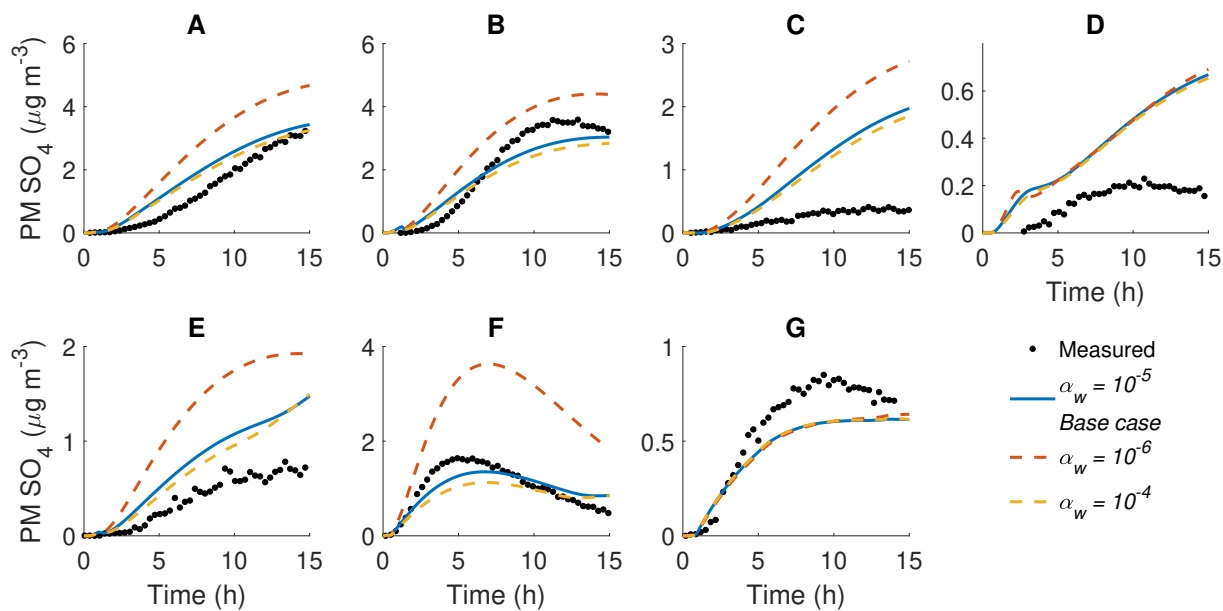 A B C D
PM SO4 (μg m-3)
6
4
2
0
0 5 10 15
6
4
2
0
0 5 10 15
3
2
1
0
0 5 10 15
0.6
0.4
0.2
0
0 5 10 15
Time (h)
E F G
PM SO4 (μg m-3)
2
1
0
0 5 10 15
Time (h)
4
2
0
0 5 10 15
Time (h)
1
0.5
0
0 5 10 15
Time (h)
Measured
αw = 10-5
Base case
αw = 10-6
αw = 10-4